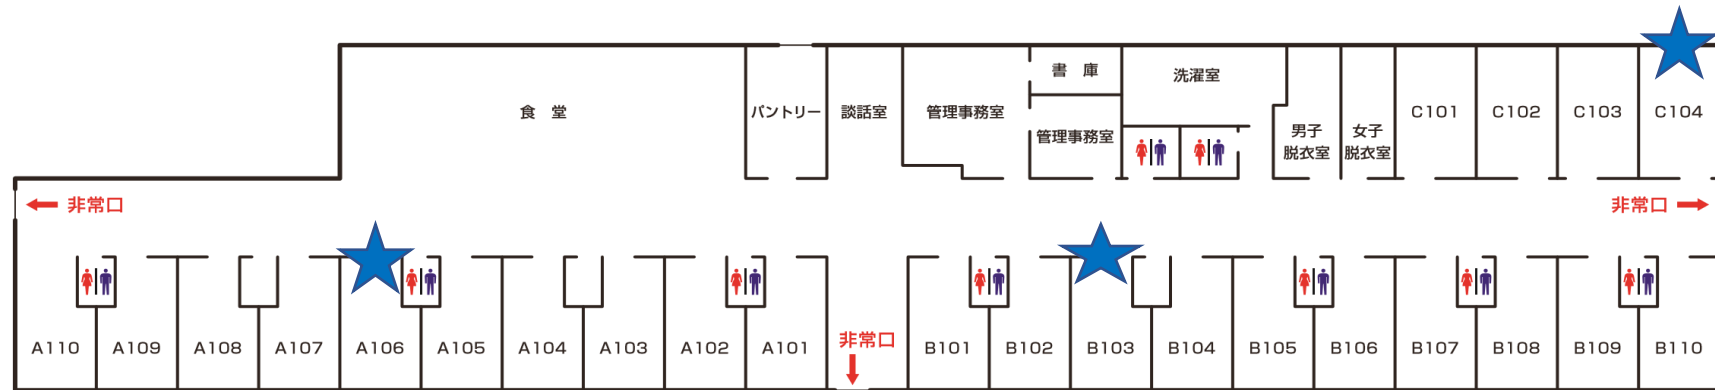 食 堂
パントリー
談話室
管理事務室
書 庫
管理事務室
洗濯室
男子
脱衣室
女子
脱衣室
C101
C102
C103
C104
非常口
非常口
A110
A109
A108
A107
A106
A105
A104
A103
A102
A101
非常口
B101
B102
B103
B104
B105
B106
B107
B108
B109
B110